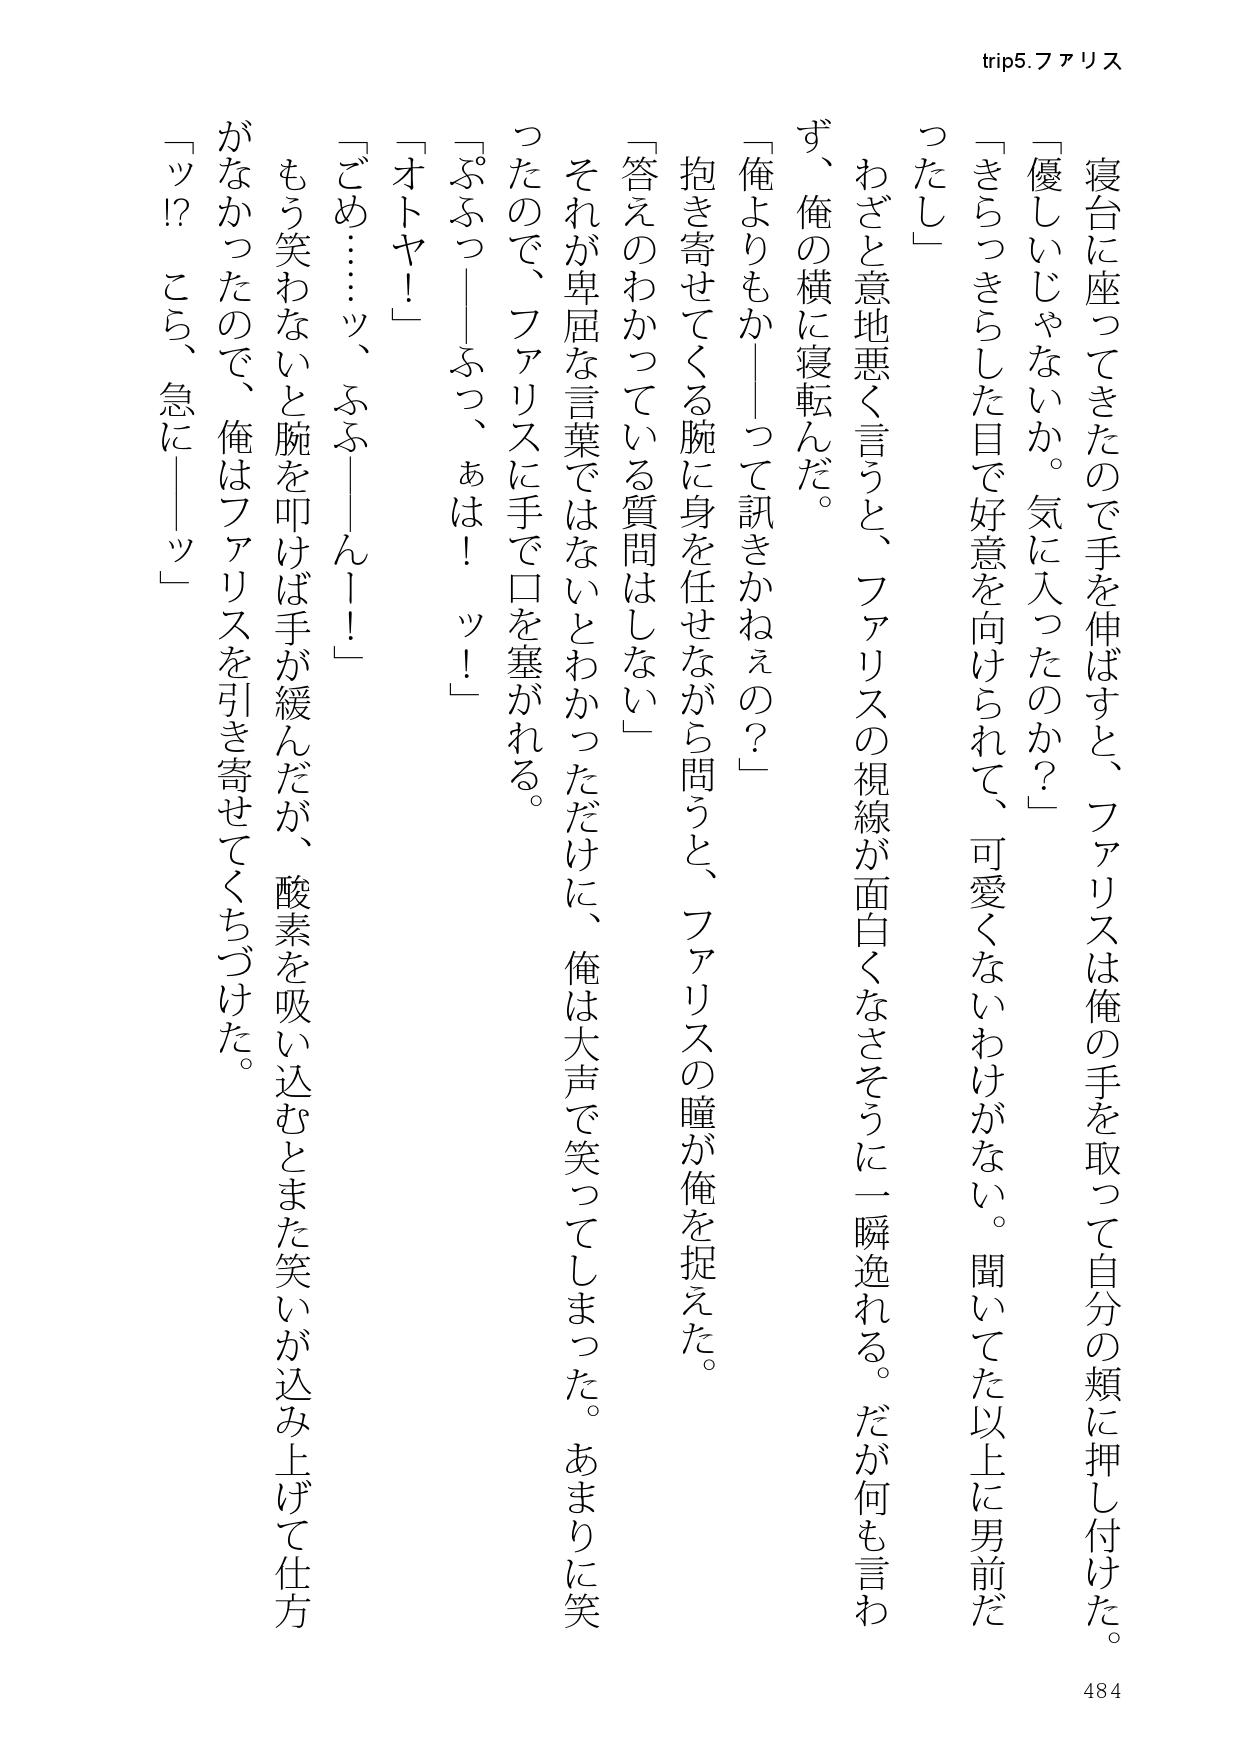 trip5.ファリス
　寝台に座ってきたので手を伸ばすと、ファリスは俺の手を取って自分の頬に押し付けた。
「優しいじゃないか。気に入ったのか？」
「きらっきらした目で好意を向けられて、可愛くないわけがない。聞いてた以上に男前だ
ったし」
　わざと意地悪く言うと、ファリスの視線が面白くなさそうに一瞬逸れる。だが何も言わ
ず、俺の横に寝転んだ。
「俺よりもか――って訊きかねぇの？」
　抱き寄せてくる腕に身を任せながら問うと、ファリスの瞳が俺を捉えた。
「答えのわかっている質問はしない」
　それが卑屈な言葉ではないとわかっただけに、俺は大声で笑ってしまった。あまりに笑
ったので、ファリスに手で口を塞がれる。
「ぷふっ――ふっ、ぁは！　ッ！」
「オトヤ！」
「ごめ……ッ、ふふ――んー！」
　もう笑わないと腕を叩けば手が緩んだが、酸素を吸い込むとまた笑いが込み上げて仕方
がなかったので、俺はファリスを引き寄せてくちづけた。
「ッ!?　こら、急に――ッ」
484